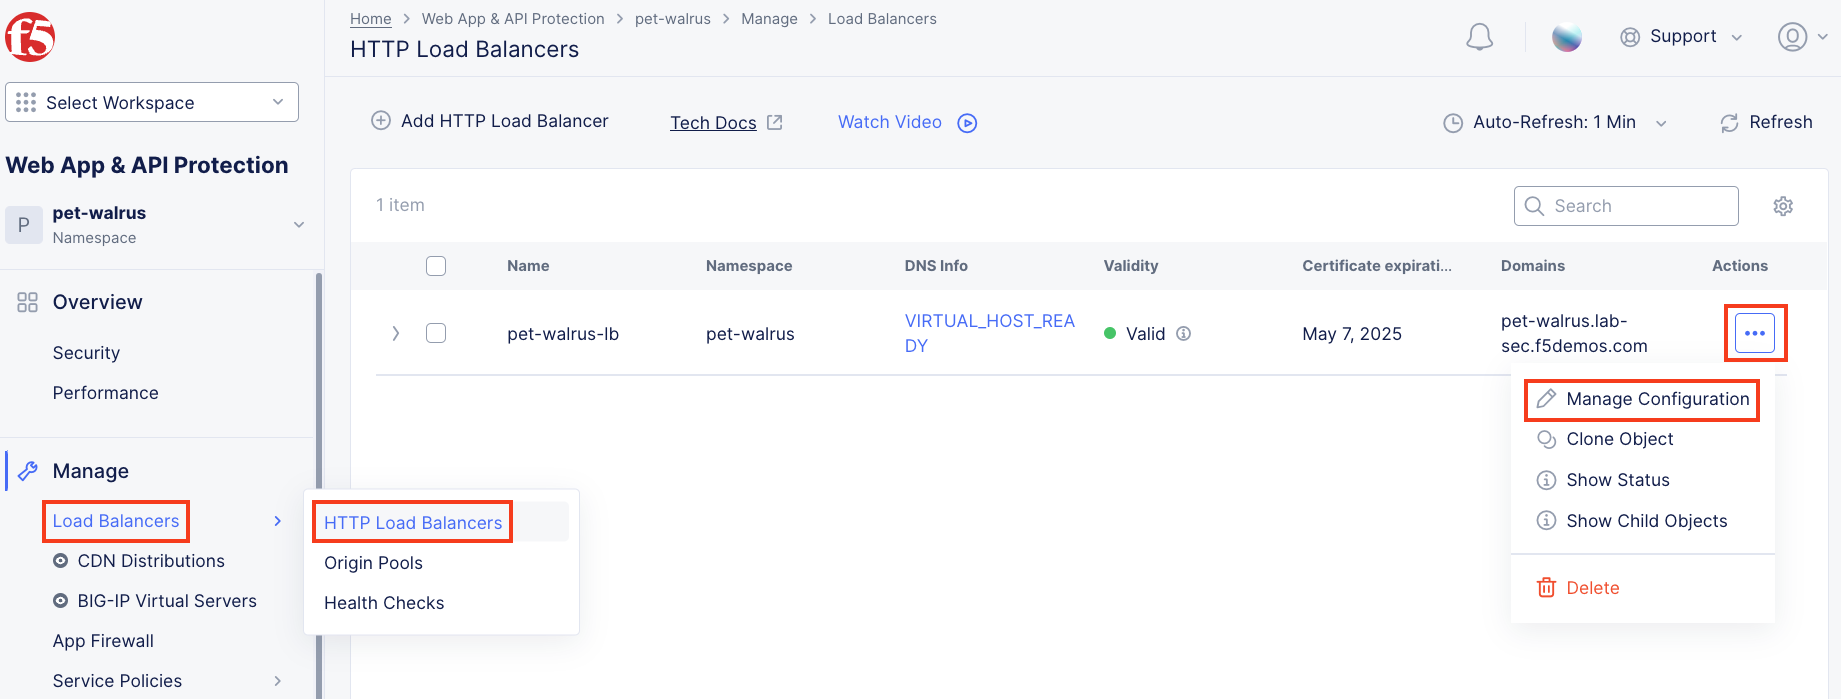 f5
Home > Web App & API Protection > pet-walrus > Manage > Load Balancers
HTTP Load Balancers
Support
Select Workspace
Add HTTP Load Balancer
Tech Docs
Watch Video
Auto-Refresh: 1 Min
Refresh
Web App & API Protection
P
pet-walrus
Namespace
1 item
Search
Name
Namespace
DNS Info
Validity
Certificate expirati...
Domains
Actions
pet-walrus-lb
pet-walrus
VIRTUAL_HOST_REA
DY
Valid
May 7, 2025
pet-walrus.lab-
sec.f5demos.com
Manage Configuration
Clone Object
Show Status
Show Child Objects
Delete
Overview
Security
Performance
Manage
Load Balancers
CDN Distributions
BIG-IP Virtual Servers
App Firewall
Service Policies
HTTP Load Balancers
Origin Pools
Health Checks